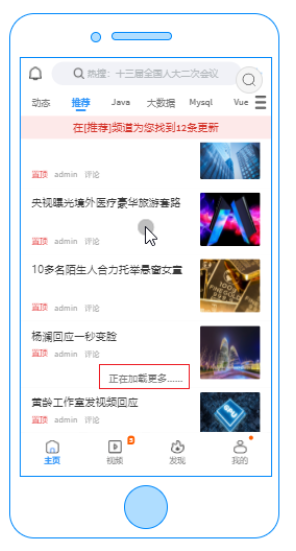 热搜：十三届全国人大二次会议
动态 推荐 Java 大数据 Mysql Vue
在[推荐]频道为您找到12条更新
置顶 admin 评论
央视曝光境外医疗豪华旅游套路
置顶 admin 评论
10多名陌生人合力托举悬窗女童
置顶 admin 评论
杨澜回应一秒变脸
置顶 admin 评论
正在加载更多......
黄龄工作室发视频回应
置顶 admin 评论
主页 视频 发现 我的